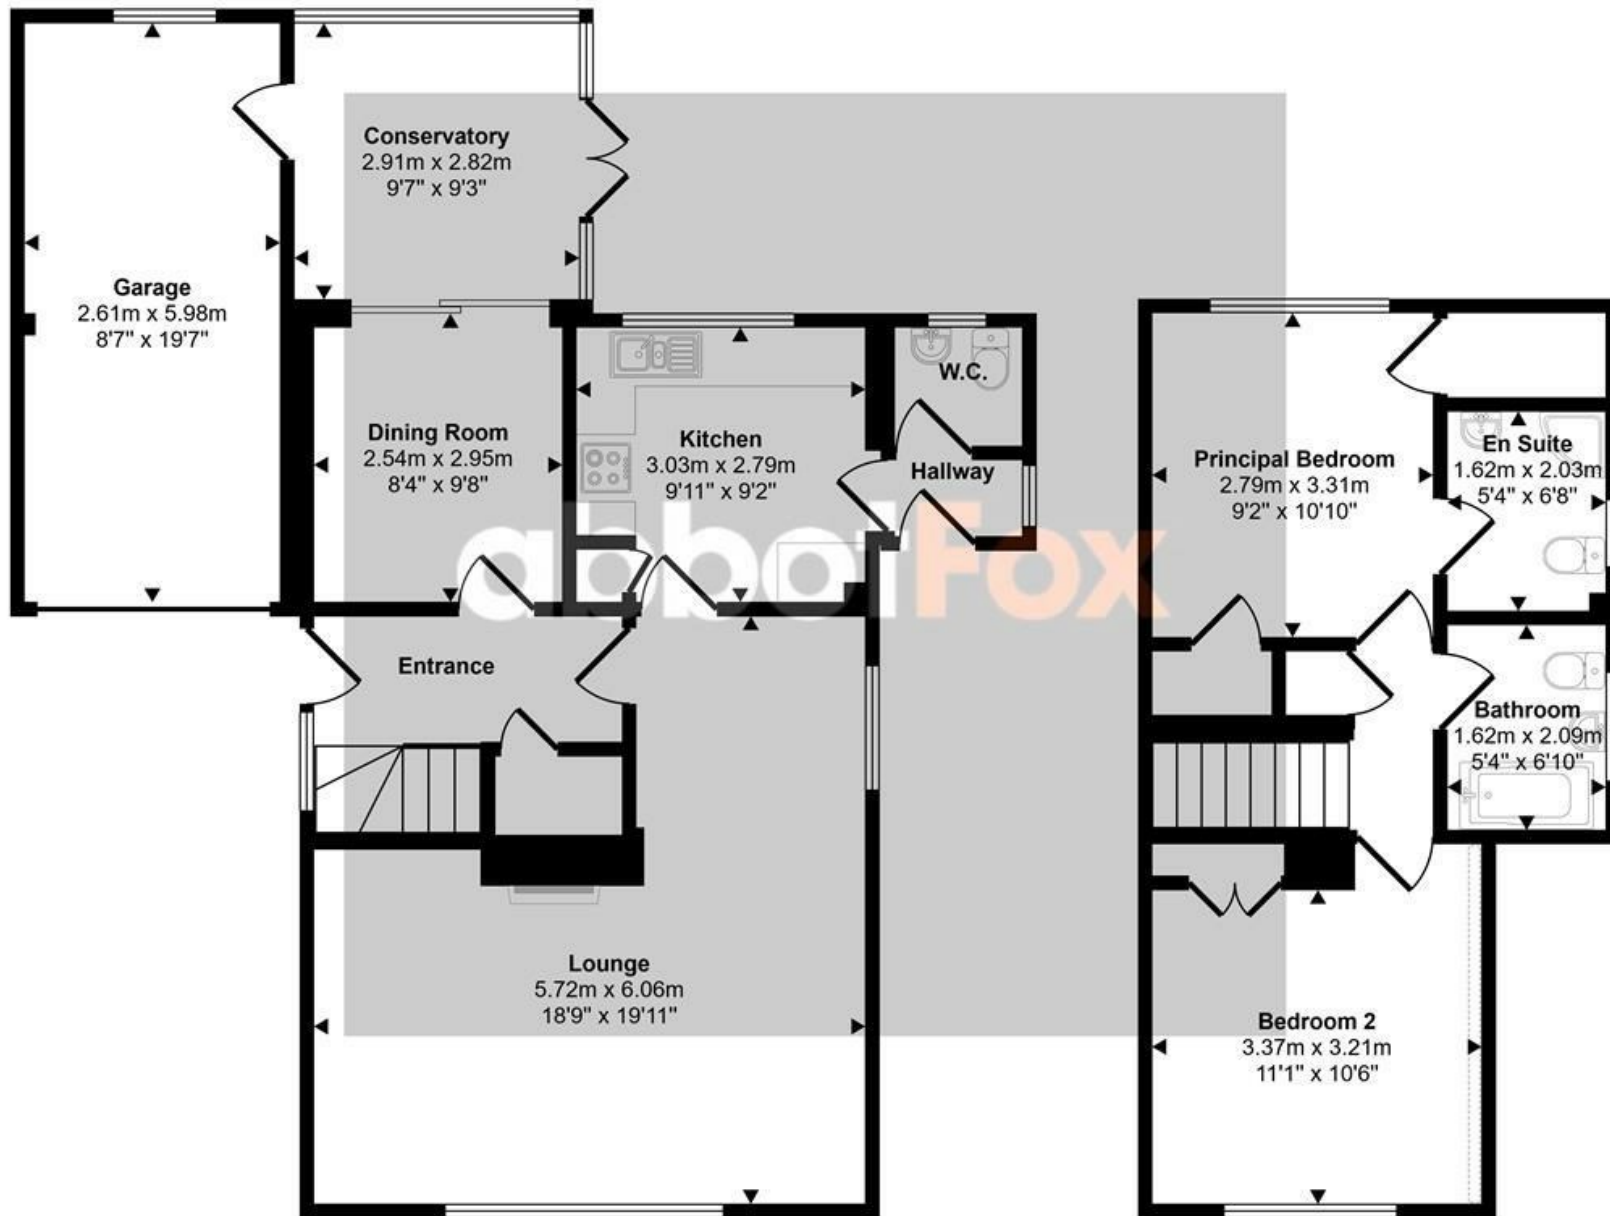 Conservatory
2.91m x 2.82m
9'7" x 9'3"
Garage
2.61m x 5.98m
8'7" x 19'7"
Dining Room
2.54m x 2.95m
8'4" x 9'8"
Kitchen
3.03m x 2.79m
9'11" x 9'2"
W.C.
Hallway
Entrance
Lounge
5.72m x 6.06m
18'9" x 19'11"
Principal Bedroom
2.79m x 3.31m
9'2" x 10'10"
En Suite
1.62m x 2.03m
5'4" x 6'8"
Bathroom
1.62m x 2.09m
5'4" x 6'10"
Bedroom 2
3.37m x 3.21m
11'1" x 10'6"
abbotFox